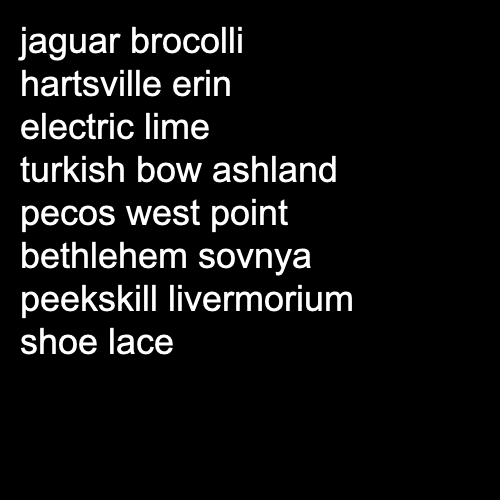 jaguar brocolli
hartsville erin
electric lime
turkish bow ashland
pecos west point
bethlehem sovnya
peekskill livermorium
shoe lace